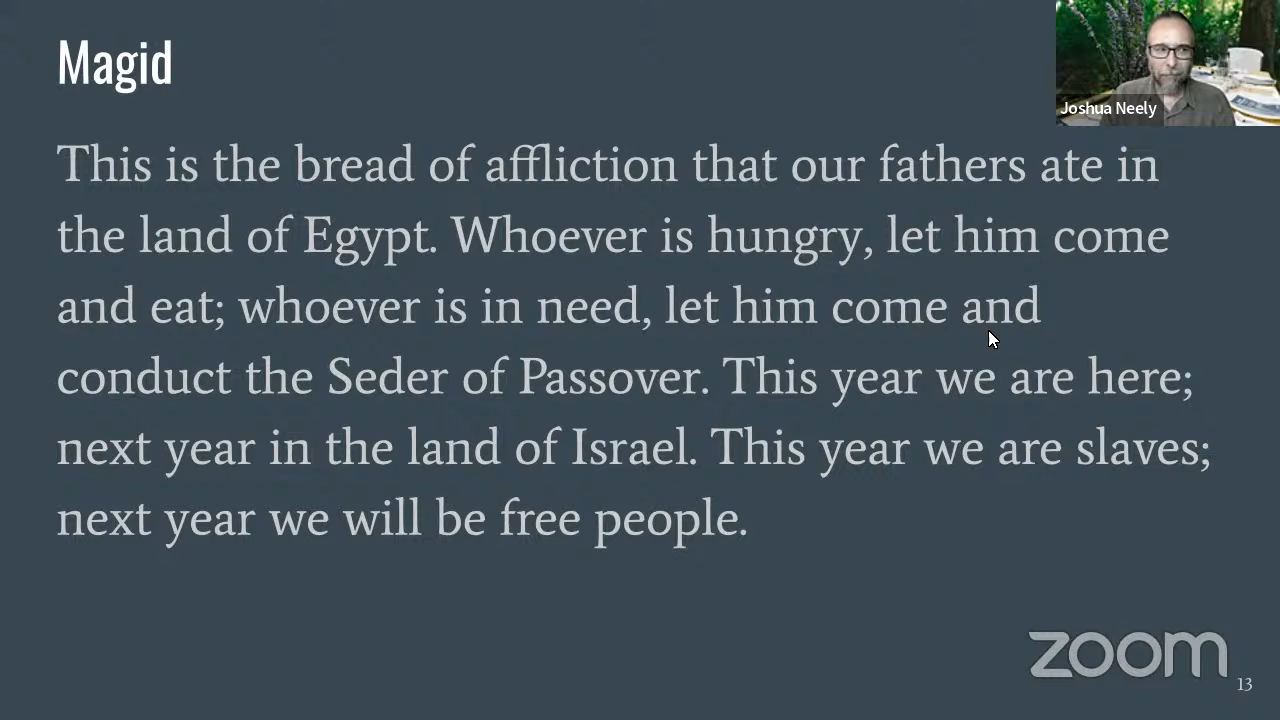 Magid
Joshua Neely
This is the bread of affliction that our fathers ate in
the land of Egypt. Whoever is hungry, let him come
and eat; whoever is in need, let him come and
conduct the Seder of Passover. This year we are here;
next year in the land of Israel. This year we are slaves;
next year we will be free people.
zoom
13